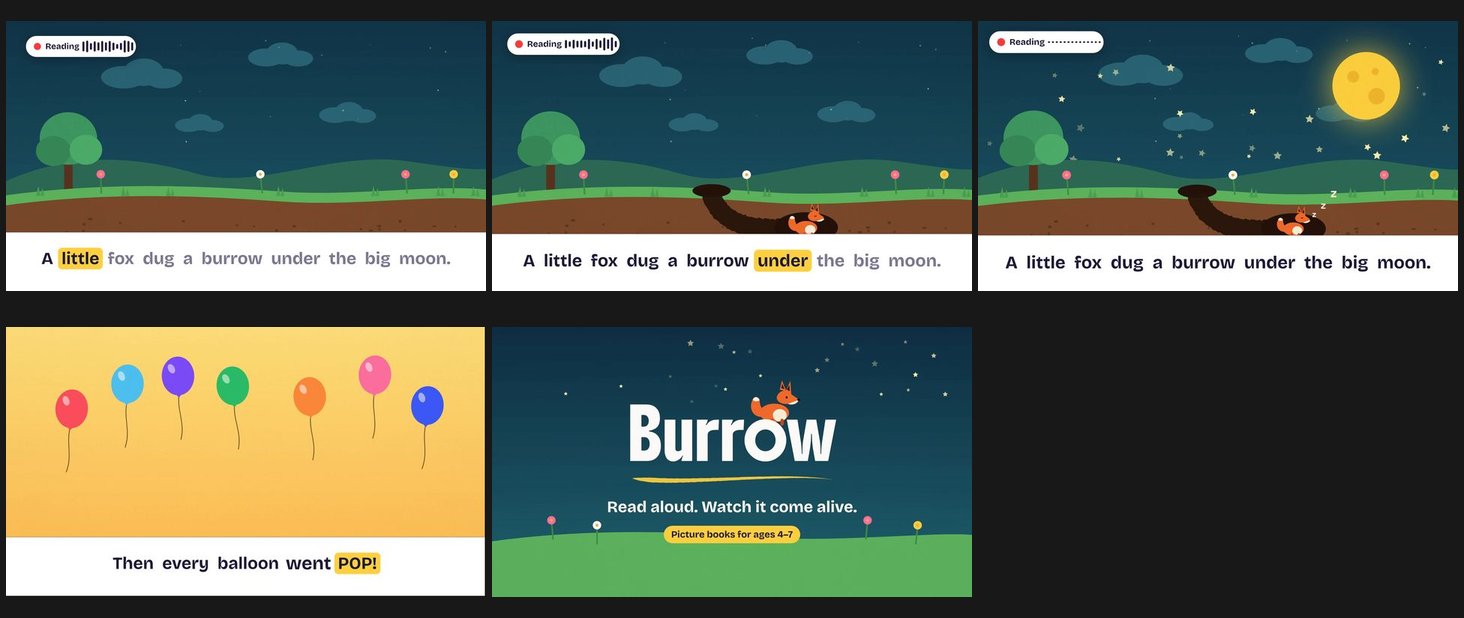 Reading
A little fox dug a burrow under the big moon.
Reading
A little fox dug a burrow under the big moon.
Reading
z
z
z
A little fox dug a burrow under the big moon.
Then every balloon went POP!
Burrow
Read aloud. Watch it come alive.
Picture books for ages 4–7